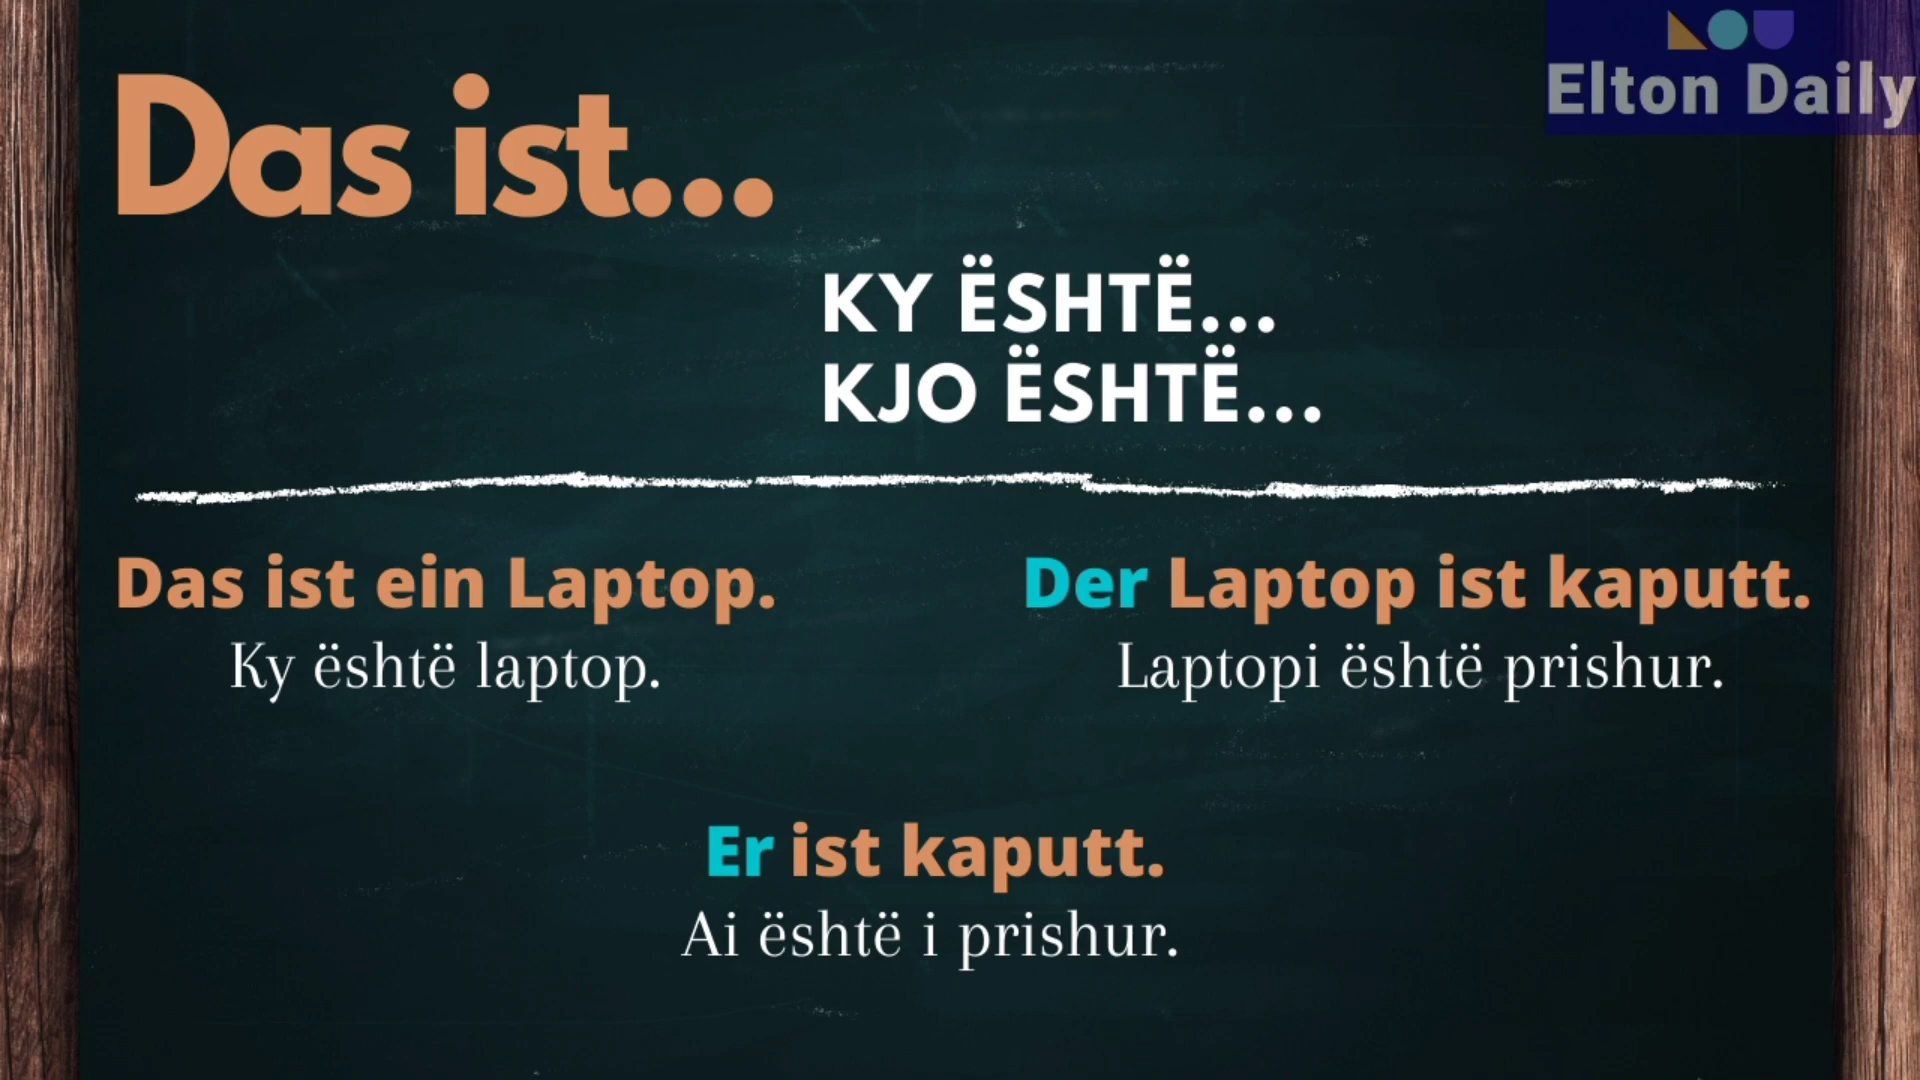 Elton Daily
Das ist...
KY ËSHTË...
KJO ËSHTË...
Das ist ein Laptop.
Ky është laptop.
Der Laptop ist kaputt.
Laptopi është prishur.
Er ist kaputt.
Ai është i prishur.